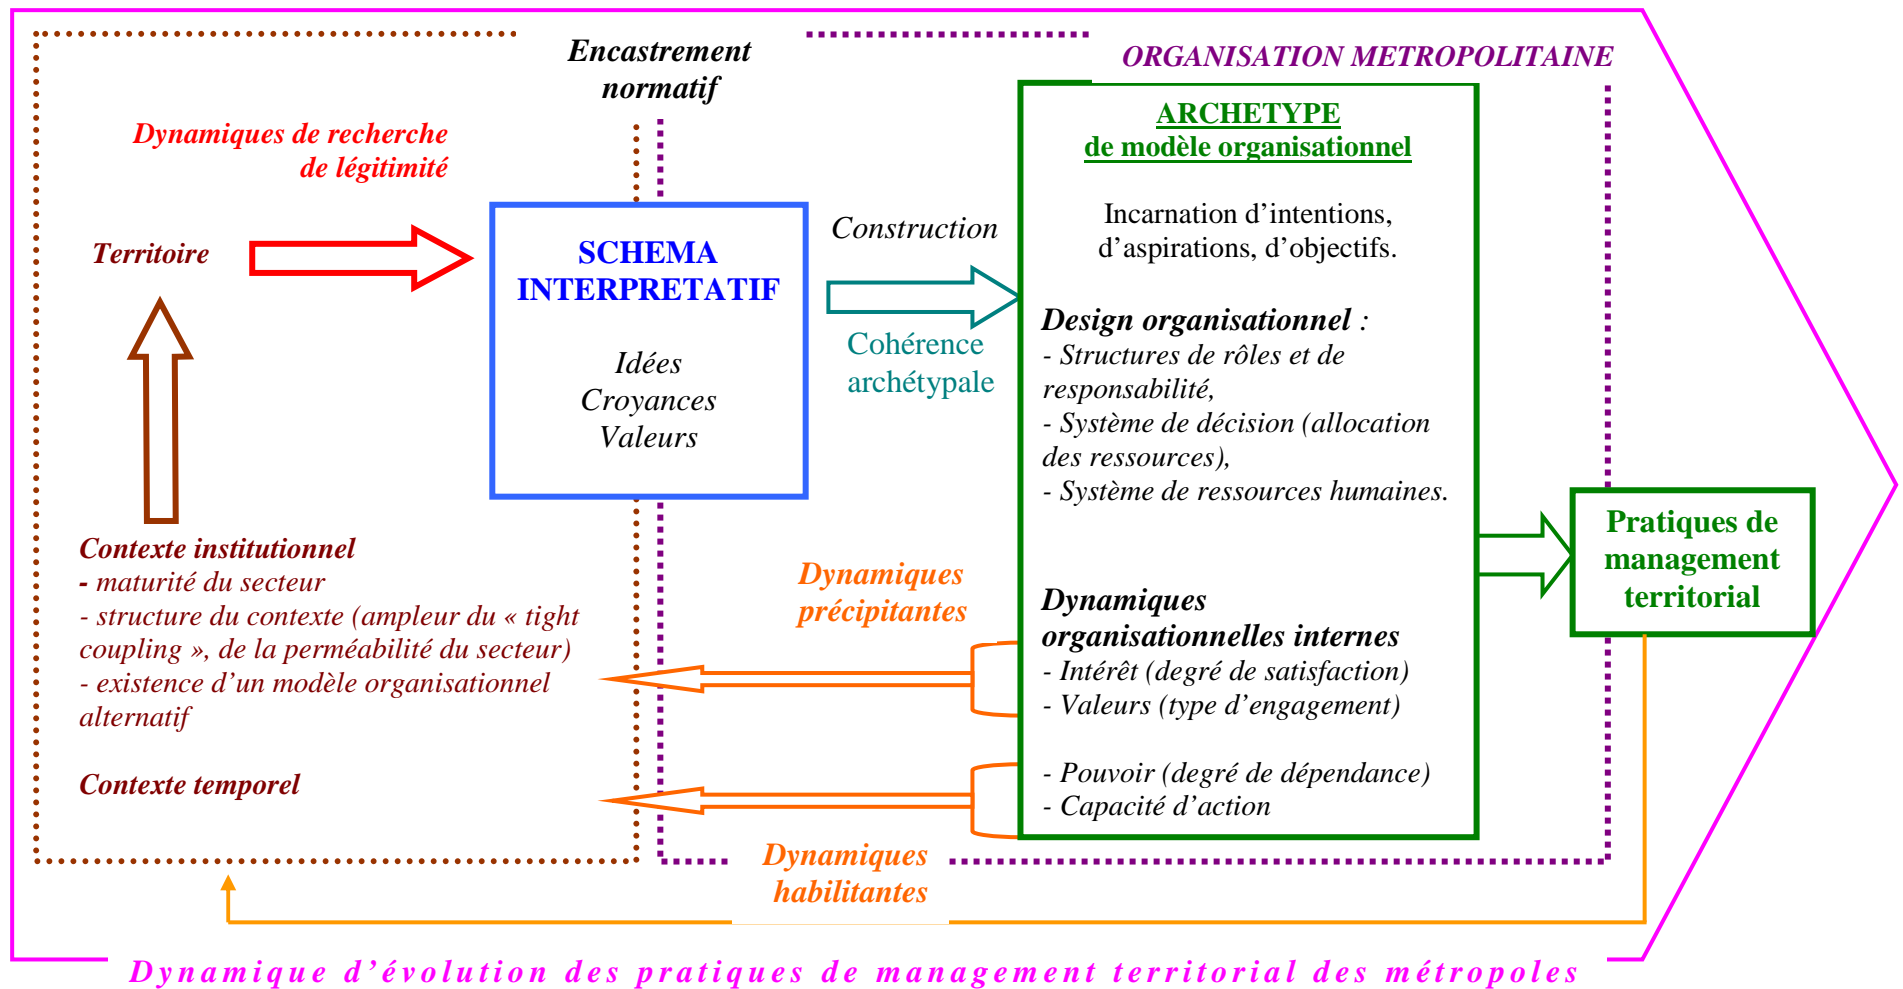 Encastrement
normatif
ORGANISATION METROPOLITAINE
Dynamiques de recherche
de légitimité
Territoire
Contexte institutionnel
- maturité du secteur
- structure du contexte (ampleur du « tight
coupling », de la perméabilité du secteur)
- existence d’un modèle organisationnel
alternatif
Contexte temporel
SCHEMA
INTERPRETATIF
Idées
Croyances
Valeurs
Construction
Cohérence
archétypale
ARCHETYPE
de modèle organisationnel
Incarnation d’intentions,
d’aspirations, d’objectifs.
Design organisationnel :
- Structures de rôles et de
responsabilité,
- Système de décision (allocation
des ressources),
- Système de ressources humaines.
Dynamiques
organisationnelles internes
- Intérêt (degré de satisfaction)
- Valeurs (type d’engagement)
- Pouvoir (degré de dépendance)
- Capacité d’action
Dynamiques
précipitantes
Dynamiques
habilitantes
Pratiques de
management
territorial
Dynamique d’évolution des pratiques de management territorial des métropoles